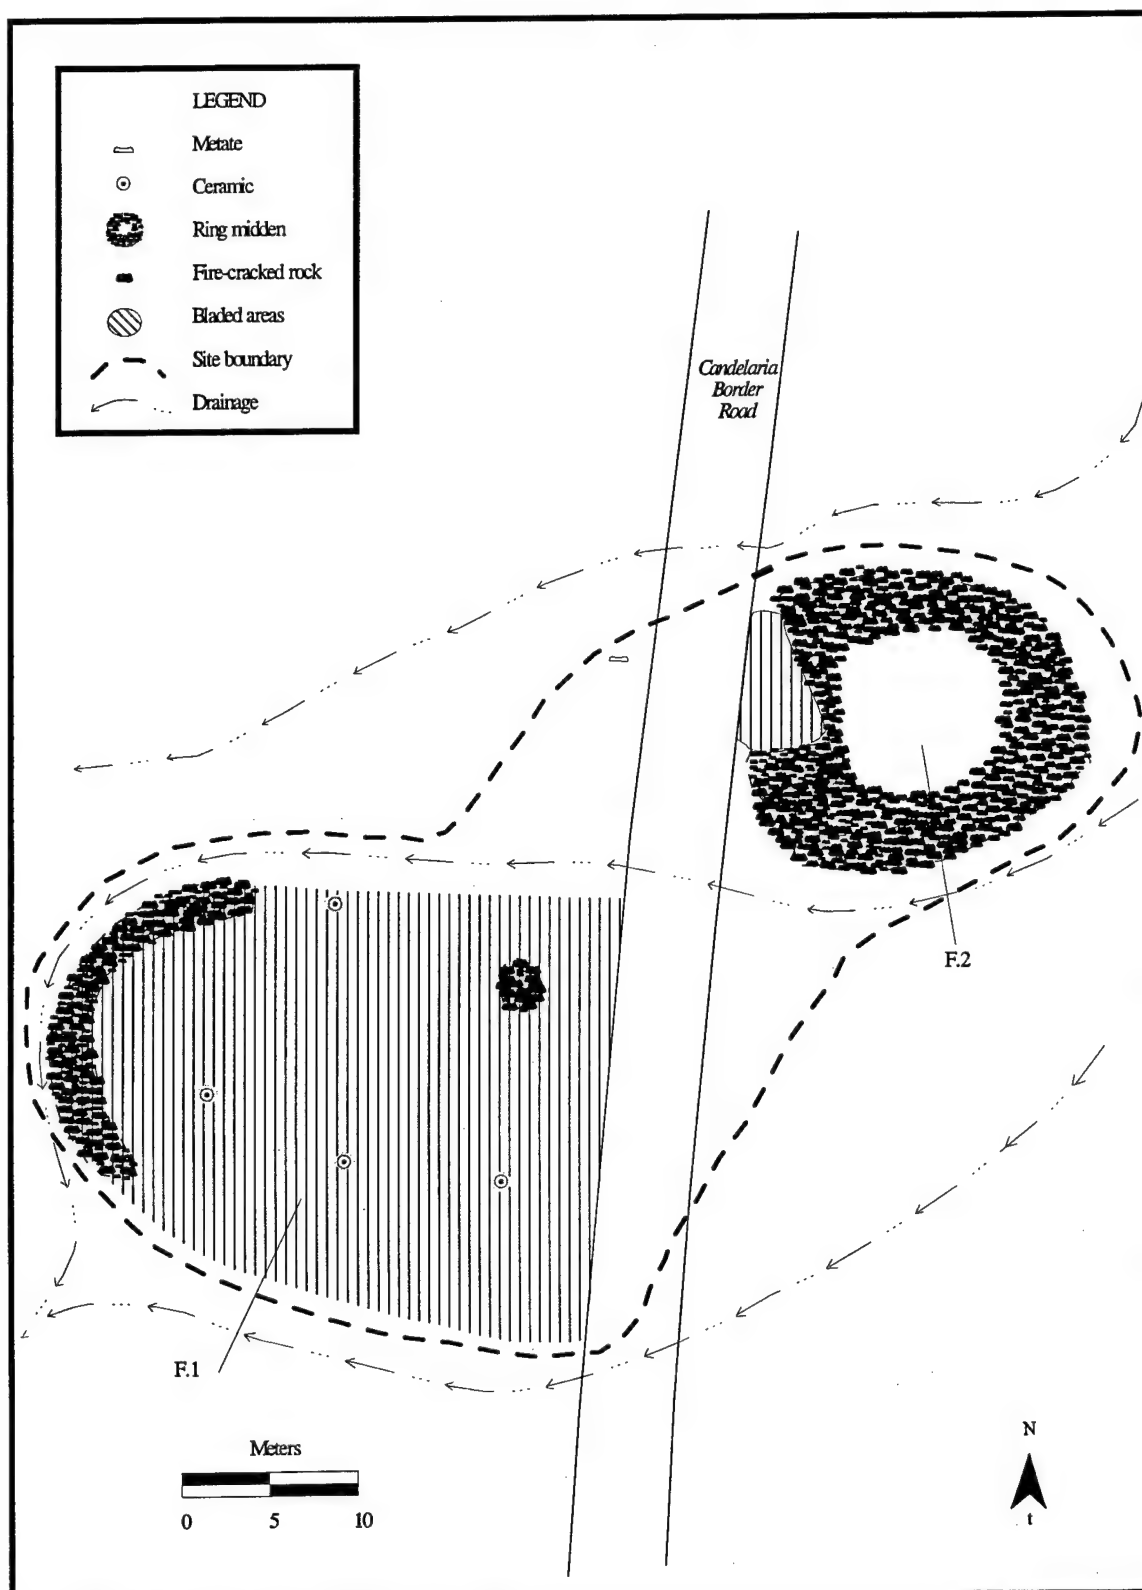 LEGEND
Metate
Ceramic
Ring midden
Fire-cracked rock
Bladed areas
Site boundary
Drainage
Candelaria
Border
Road
F.2
F.1
Meters
0 5 10
N
t